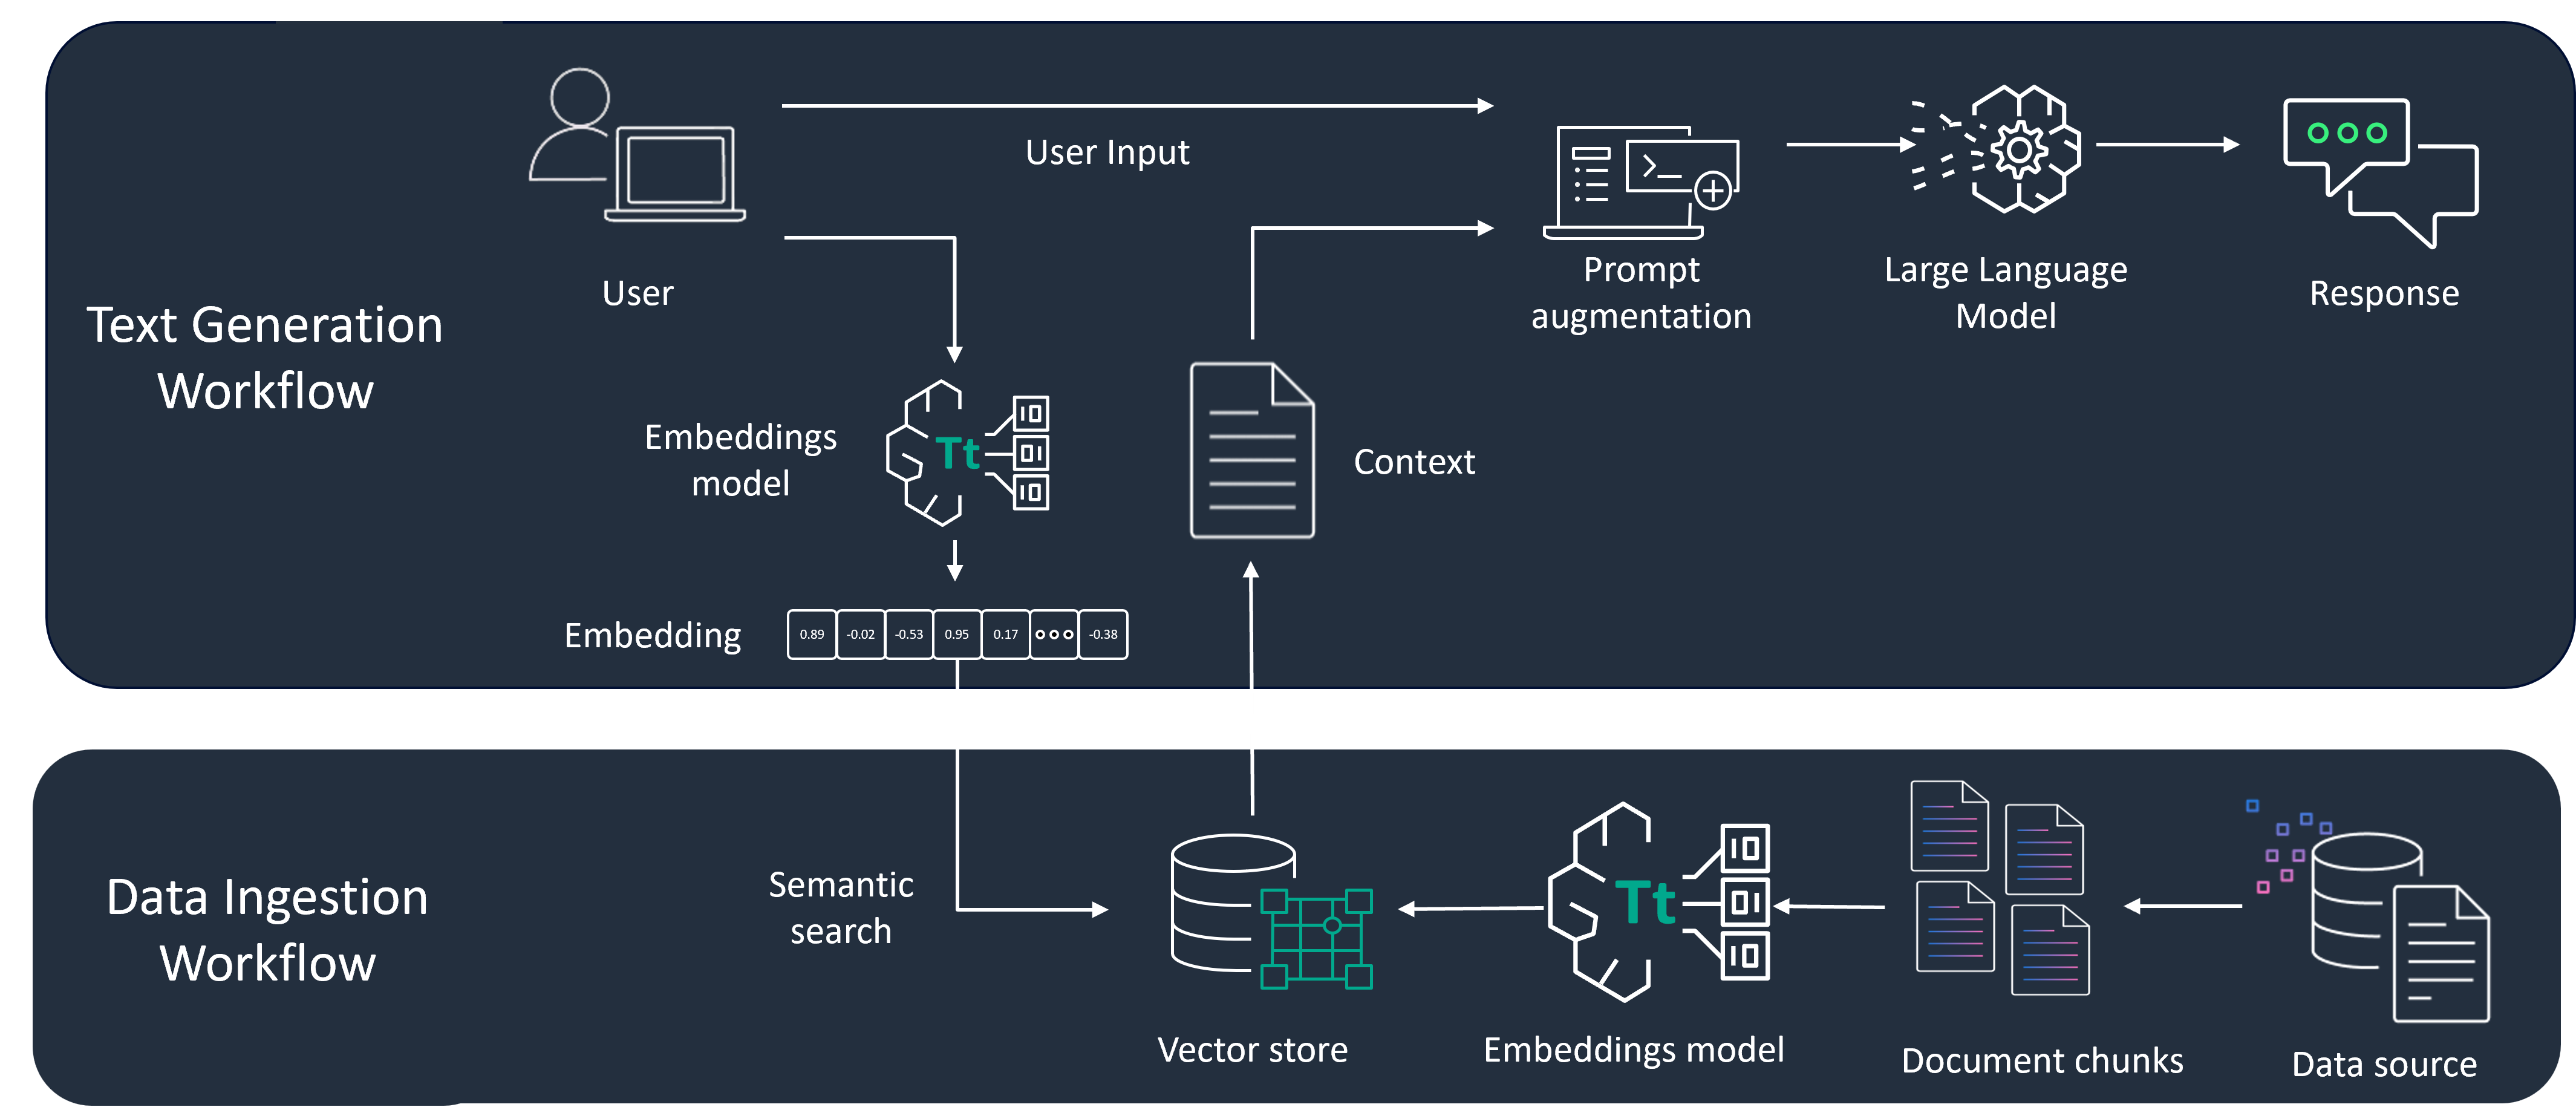 User Input
User
Prompt
augmentation
Large Language
Model
Response
Text Generation
Workflow
Embeddings
model
Tt
Context
Embedding
0.89 -0.02 -0.53 0.95 0.17 -0.38
Data Ingestion
Workflow
Semantic
search
Tt
Vector store
Embeddings model
Document chunks
Data source